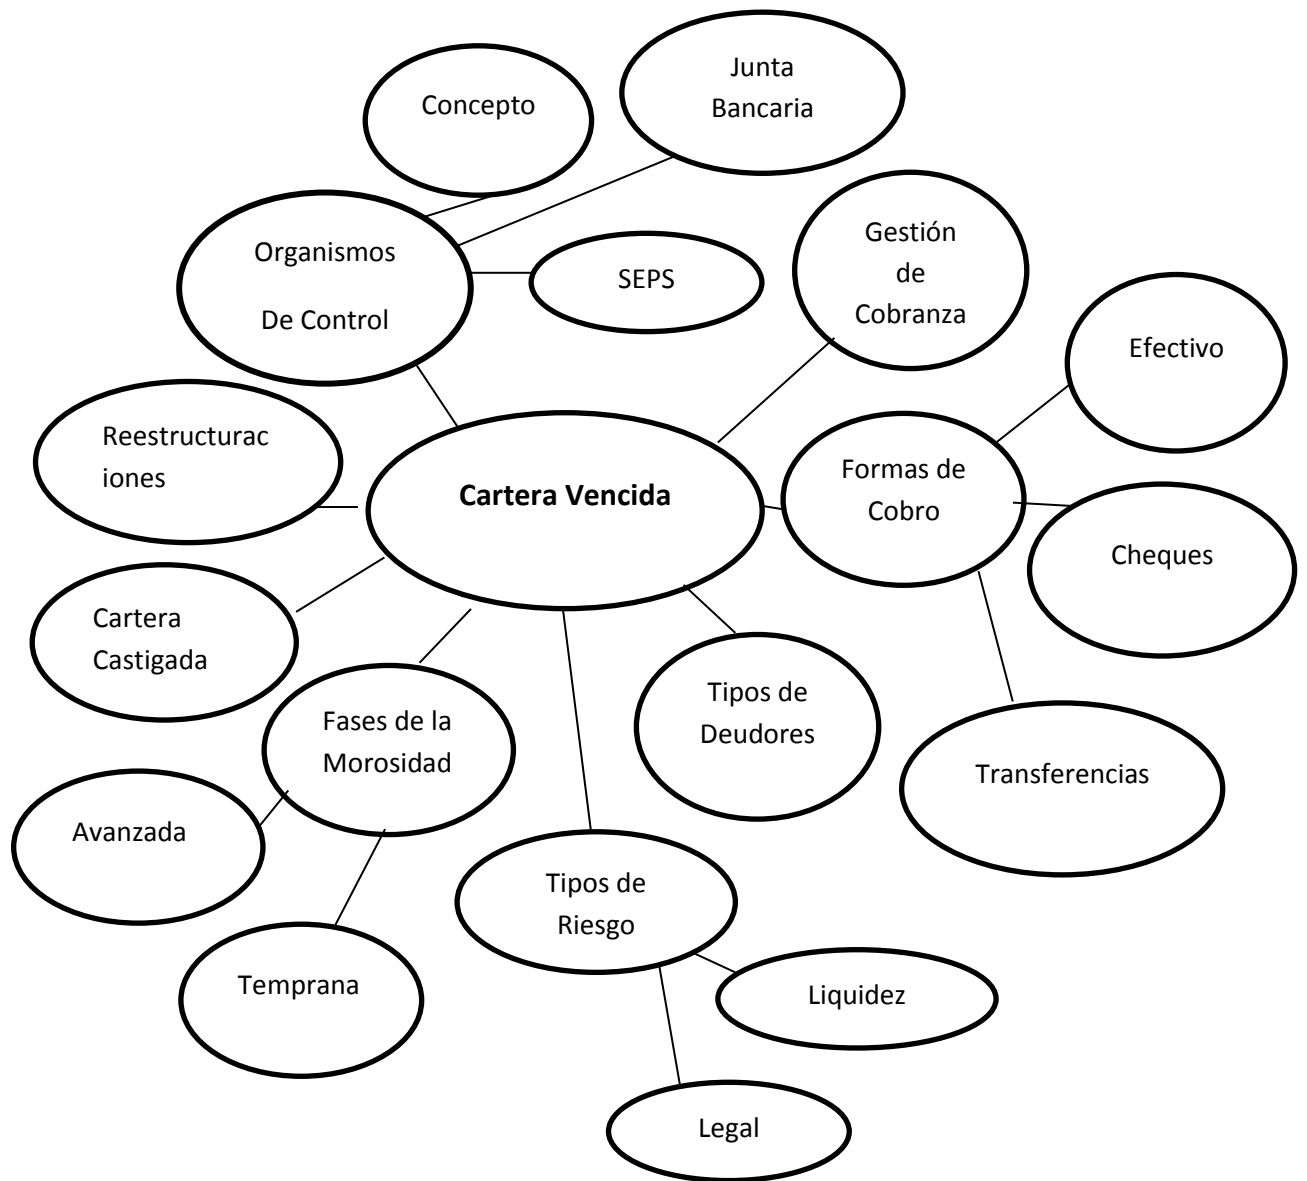 Concepto
Junta
Bancaria
Organismos
De Control
SEPS
Gestión
de
Cobranza
Efectivo
Reestructurac
iones
Cartera Vencida
Formas de
Cobro
Cheques
Cartera
Castigada
Fases de la
Morosidad
Tipos de
Deudores
Transferencias
Avanzada
Tipos de
Riesgo
Temprana
Liquidez
Legal